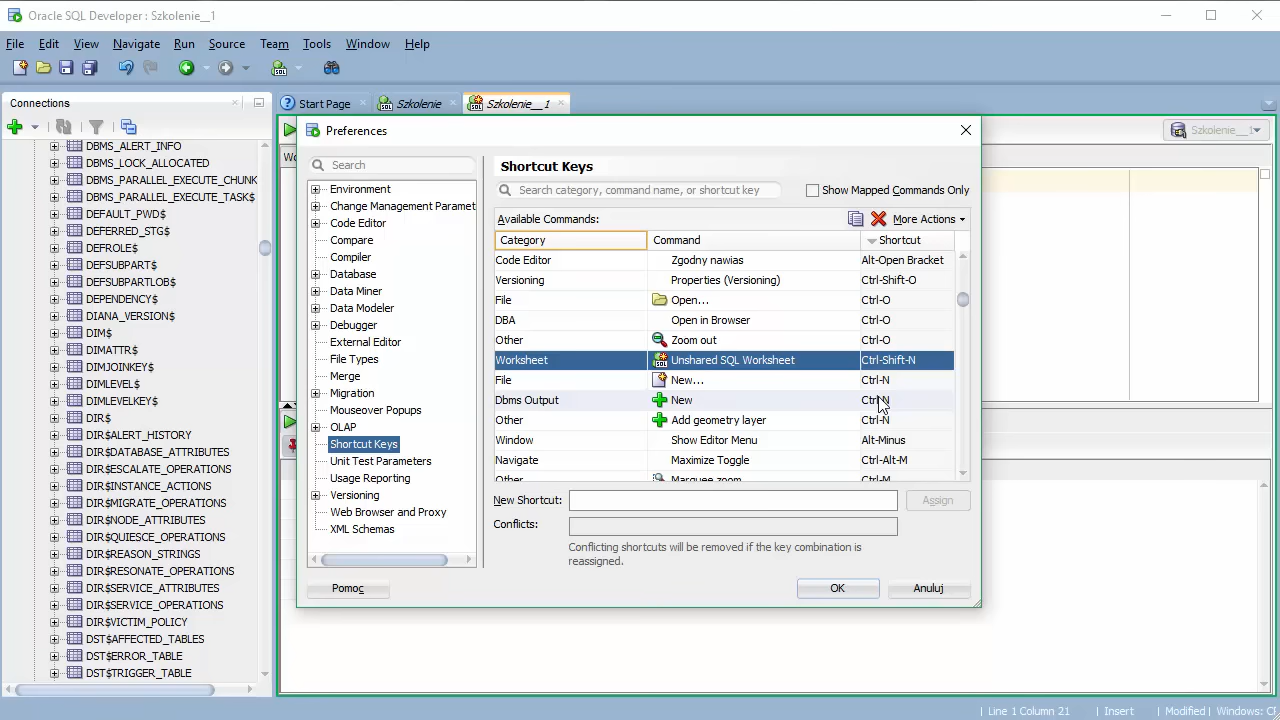 Oracle SQL Developer : Szkolenie__1
File Edit View Navigate Run Source Team Tools Window Help
Connections
Start Page
Szkolenie
Szkolenie__1
DBMS_ALERT_INFO
DBMS_LOCK_ALLOCATED
DBMS_PARALLEL_EXECUTE_CHUNK
DBMS_PARALLEL_EXECUTE_TASK$
DEFAULT_PWD$
DEFERRED_STG$
DEFROLE$
DEFSUBPART$
DEFSUBPARTLOB$
DEPENDENCY$
DIANA_VERSION$
DIM$
DIMATTR$
DIMJOINKEY$
DIMLEVEL$
DIMLEVELKEY$
DIR$
DIR$ALERT_HISTORY
DIR$DATABASE_ATTRIBUTES
DIR$ESCALATE_OPERATIONS
DIR$INSTANCE_ACTIONS
DIR$MIGRATE_OPERATIONS
DIR$NODE_ATTRIBUTES
DIR$QUIESCE_OPERATIONS
DIR$REASON_STRINGS
DIR$RESONATE_OPERATIONS
DIR$SERVICE_ATTRIBUTES
DIR$SERVICE_OPERATIONS
DIR$VICTIM_POLICY
DST$AFFECTED_TABLES
DST$ERROR_TABLE
DST$TRIGGER_TABLE
Wo
Szkolenie__1
Preferences
Search
Environment
Change Management Paramet
Code Editor
Compare
Compiler
Database
Data Miner
Data Modeler
Debugger
External Editor
File Types
Merge
Migration
Mouseover Popups
OLAP
Shortcut Keys
Unit Test Parameters
Usage Reporting
Versioning
Web Browser and Proxy
XML Schemas
Shortcut Keys
Search category, command name, or shortcut key
Show Mapped Commands Only
Available Commands:
More Actions
Category Command Shortcut
Code Editor Zgodny nawias Alt-Open Bracket
Versioning Properties (Versioning) Ctrl-Shift-O
File Open... Ctrl-O
DBA Open in Browser Ctrl-O
Other Zoom out Ctrl-O
Worksheet Unshared SQL Worksheet Ctrl-Shift-N
File New... Ctrl-N
Dbms Output New Ctrl-N
Other Add geometry layer Ctrl-N
Window Show Editor Menu Alt-Minus
Navigate Maximize Toggle Ctrl-Alt-M
Other Marquee zoom Ctrl-M
New Shortcut:
Assign
Conflicts:
Conflicting shortcuts will be removed if the key combination is
reassigned.
Pomoc
OK
Anuluj
Line 1 Column 21 Insert Modified Windows: C